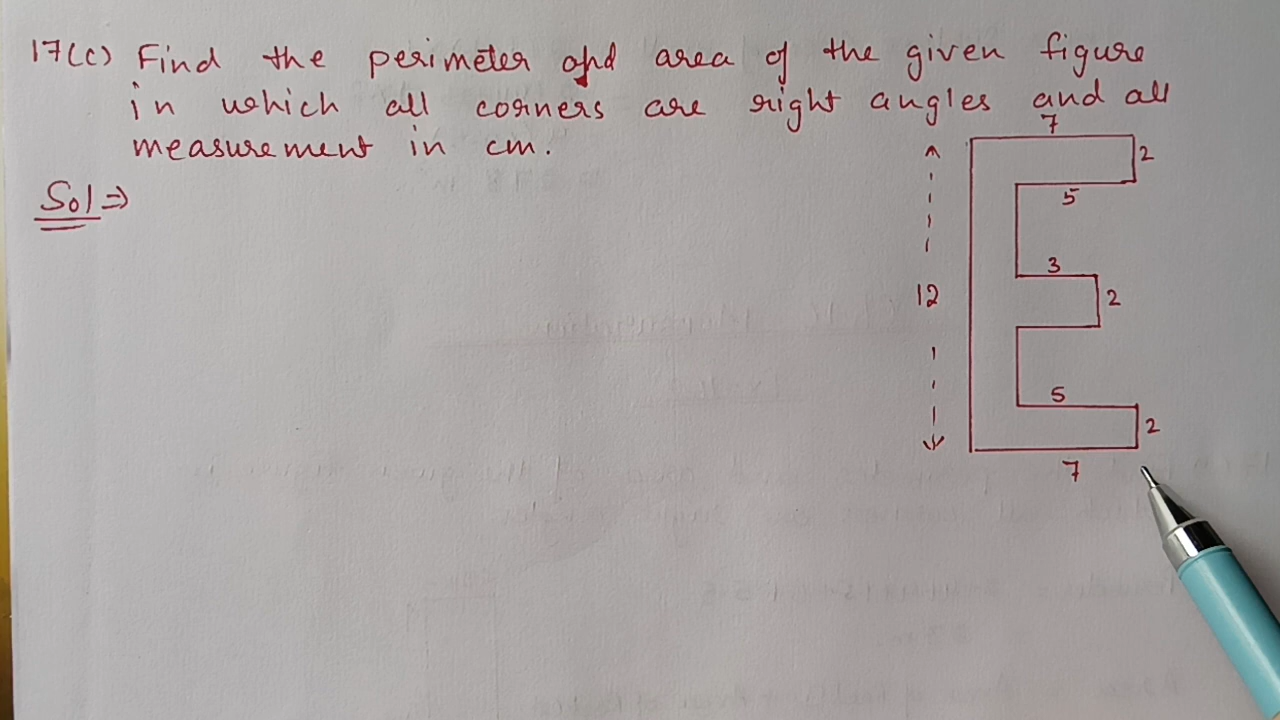 17(c) Find the perimeter and area of the given figure
in which all corners are right angles and all
measurement in cm.
7
Sol⇒
2
5
3
12
2
5
2
7